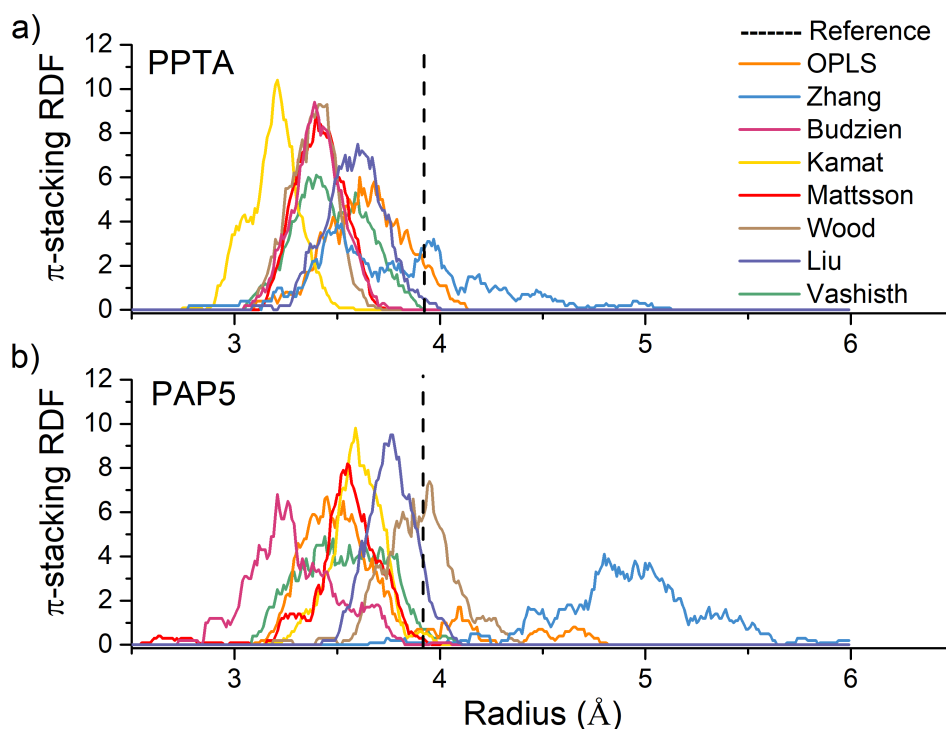 a)
PPTA
π-stacking RDF
12
10
8
6
4
2
0
3
4
5
6
Reference
OPLS
Zhang
Budzien
Kamat
Mattsson
Wood
Liu
Vashisth
b)
PAP5
π-stacking RDF
12
10
8
6
4
2
0
3
4
5
6
Radius (Å)